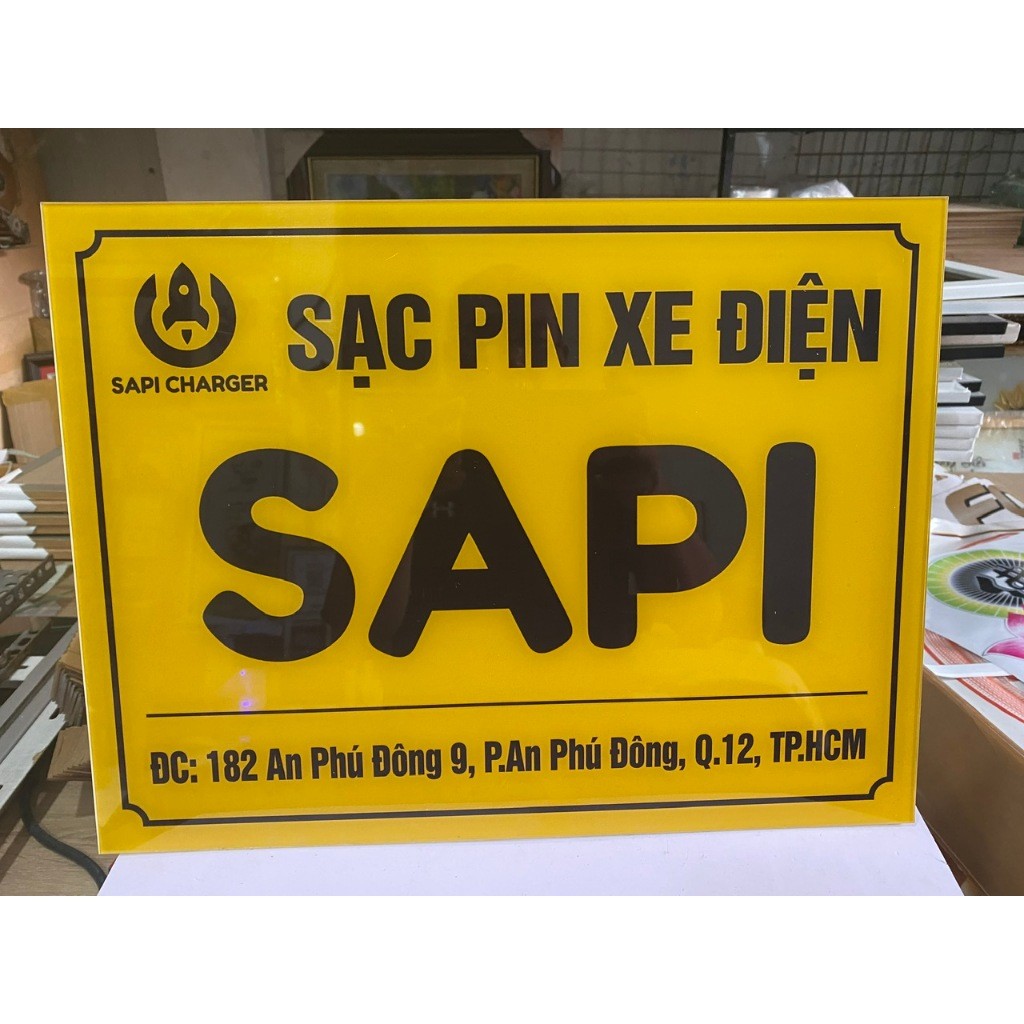 SẠC PIN XE ĐIỆN
SAPI CHARGER
SAPI
ĐC: 182 An Phú Đông 9, P.An Phú Đông, Q.12, TP.HCM